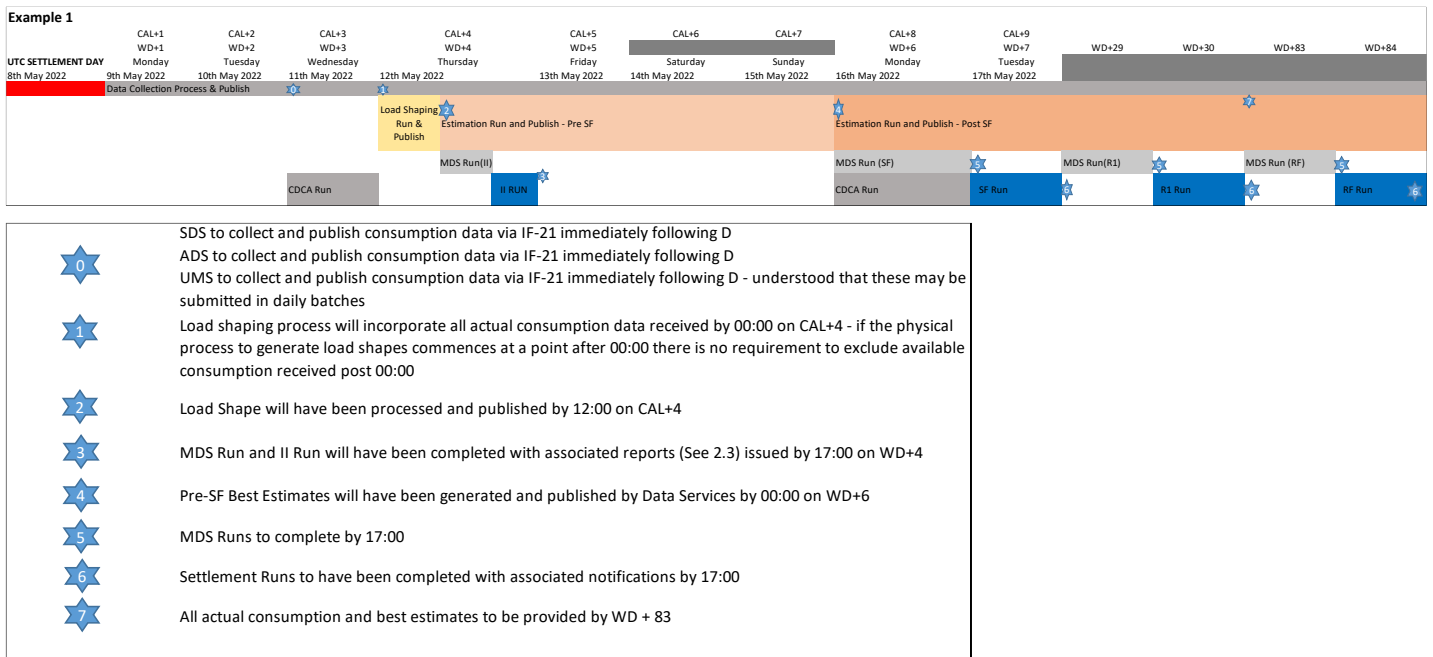 Example 1
CAL+1 CAL+2 CAL+3 CAL+4 CAL+5 CAL+6 CAL+7 CAL+8 CAL+9
WD+1 WD+2 WD+3 WD+4 WD+5 WD+6 WD+7 WD+29 WD+30 WD+83 WD+84
UTC SETTLEMENT DAY Monday Tuesday Wednesday Thursday Friday Saturday Sunday Monday Tuesday
8th May 2022 9th May 2022 10th May 2022 11th May 2022 12th May 2022 13th May 2022 14th May 2022 15th May 2022 16th May 2022 17th May 2022
Data Collection Process & Publish 0 1
7
Load Shaping 2 4
Run & Estimation Run and Publish - Pre SF Estimation Run and Publish - Post SF
Publish
MDS Run(II) MDS Run (SF) 5 MDS Run(R1) 5 MDS Run (RF) 5
3
CDCA Run II RUN CDCA Run SF Run 6 R1 Run 6 RF Run 6
SDS to collect and publish consumption data via IF-21 immediately following D
0 ADS to collect and publish consumption data via IF-21 immediately following D
UMS to collect and publish consumption data via IF-21 immediately following D - understood that these may be
submitted in daily batches
1 Load shaping process will incorporate all actual consumption data received by 00:00 on CAL+4 - if the physical
process to generate load shapes commences at a point after 00:00 there is no requirement to exclude available
consumption received post 00:00
2 Load Shape will have been processed and published by 12:00 on CAL+4
3 MDS Run and II Run will have been completed with associated reports (See 2.3) issued by 17:00 on WD+4
4 Pre-SF Best Estimates will have been generated and published by Data Services by 00:00 on WD+6
5 MDS Runs to complete by 17:00
6 Settlement Runs to have been completed with associated notifications by 17:00
7 All actual consumption and best estimates to be provided by WD + 83